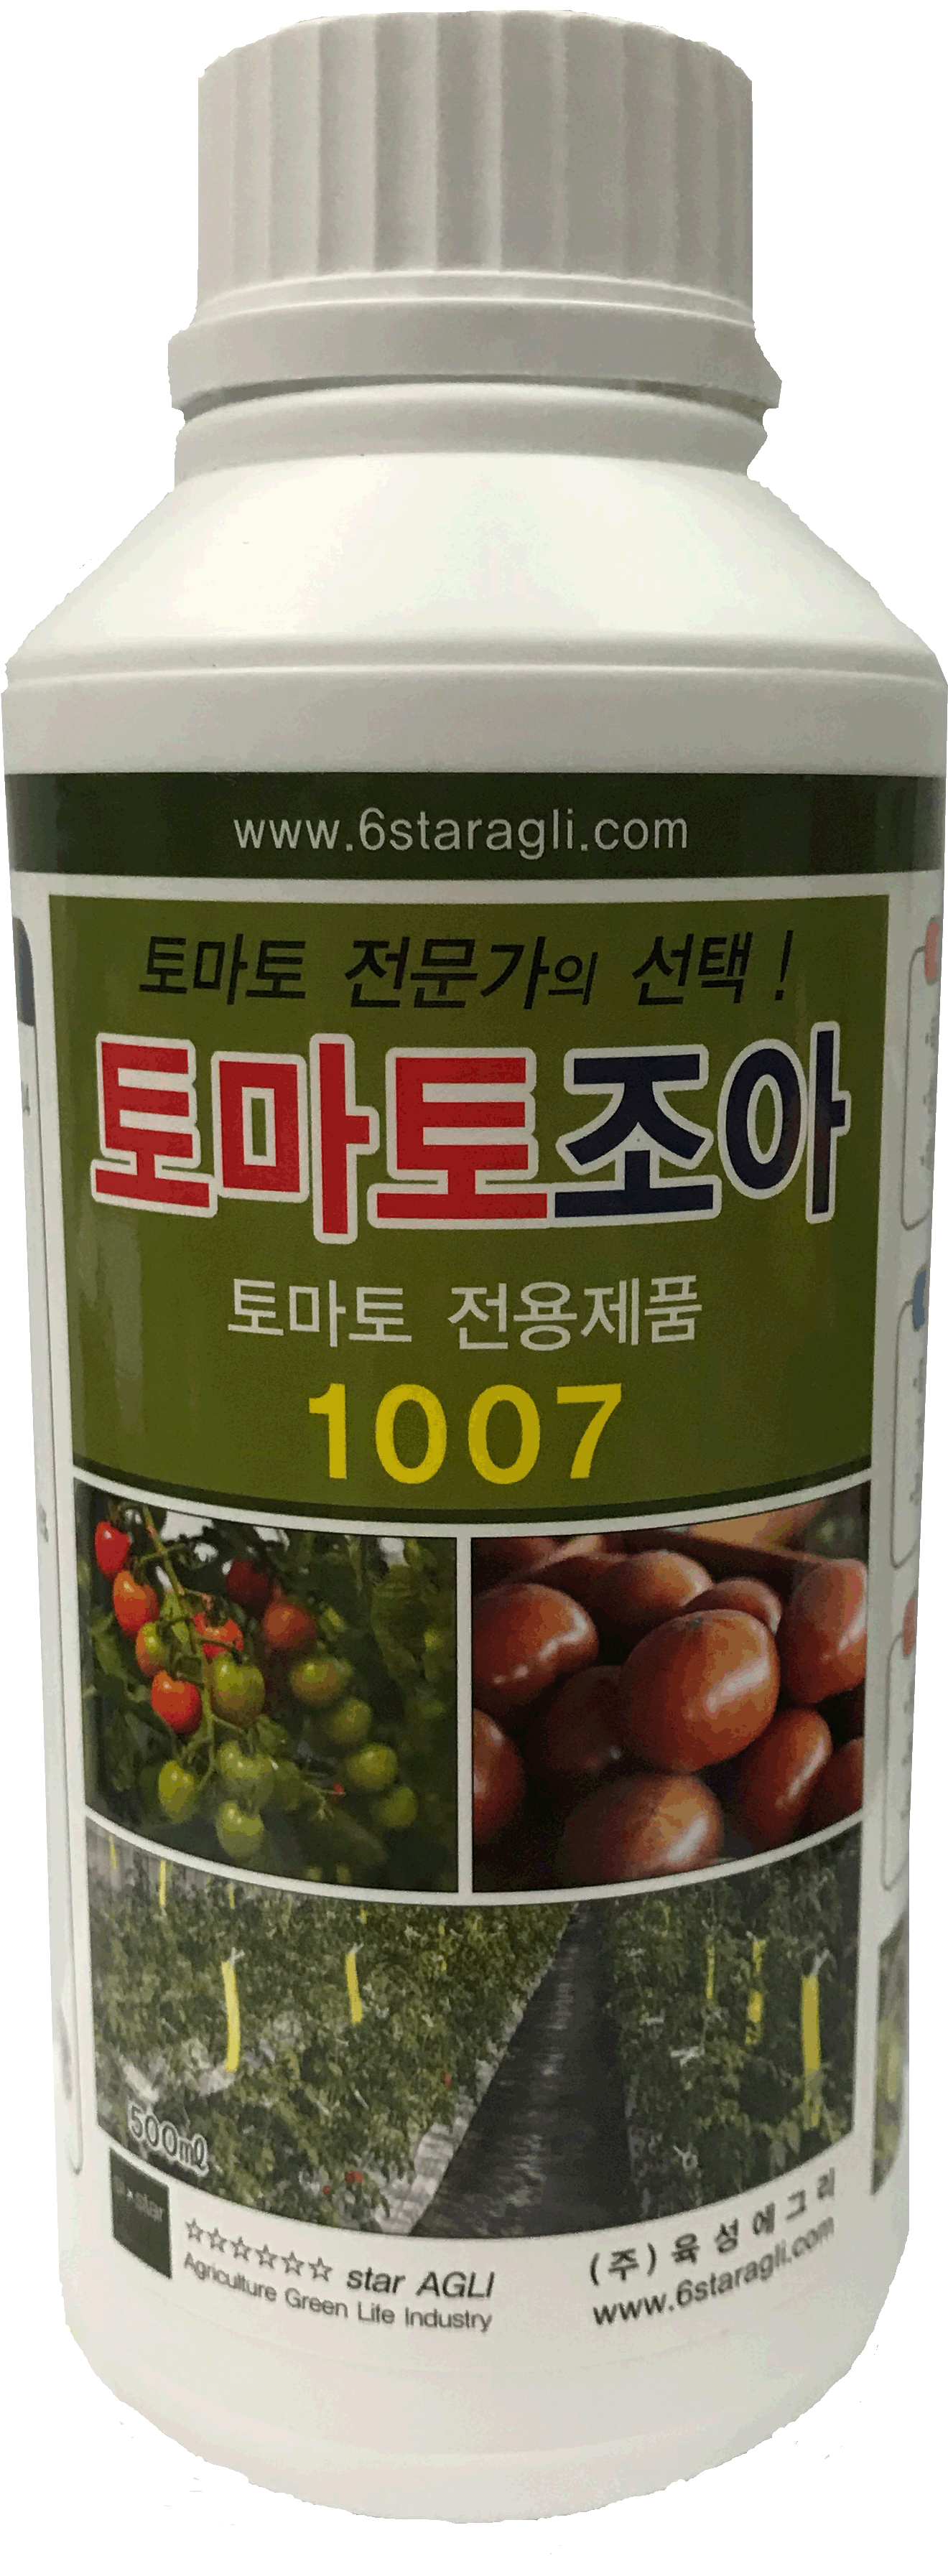 www.6staragli.com
토마토 전문가의 선택!
토마토조아
토마토 전용제품
1007
500ml
star
☆☆☆☆☆☆ star AGLI
Agriculture Green Life Industry
(주)육성에그리
www.6staragli.com